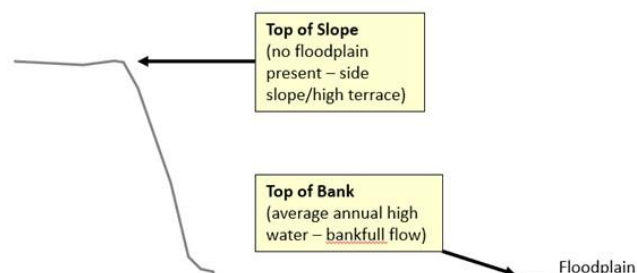 Top of Slope
(no floodplain
present – side
slope/high terrace)
Top of Bank
(average annual high
water – bankfull flow)
Floodplain